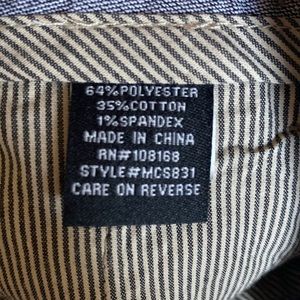 64%POLYESTER
35%COTTON
1%SPANDEX
MADE IN CHINA
RN#108168
STYLE#MCS831
CARE ON REVERSE